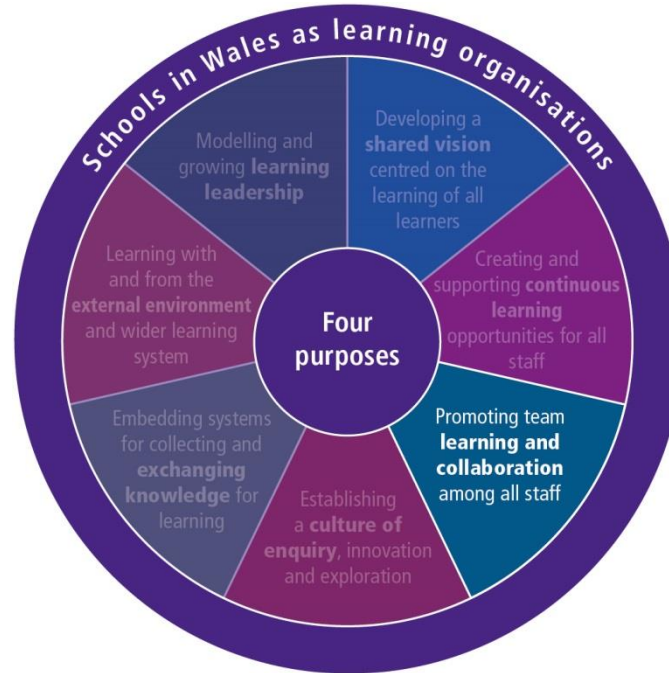 Schools in Wales as learning organisations
Developing a
shared vision
centred on the
learning of all
learners
Creating and
supporting continuous
learning
opportunities for all
staff
Promoting team
learning and
collaboration
among all staff
Establishing
a culture of
enquiry, innovation
and exploration
Embedding systems
for collecting and
exchanging
knowledge for
learning
Learning with
and from the
external environment
and wider learning
system
Modelling and
growing learning
leadership
Four
purposes